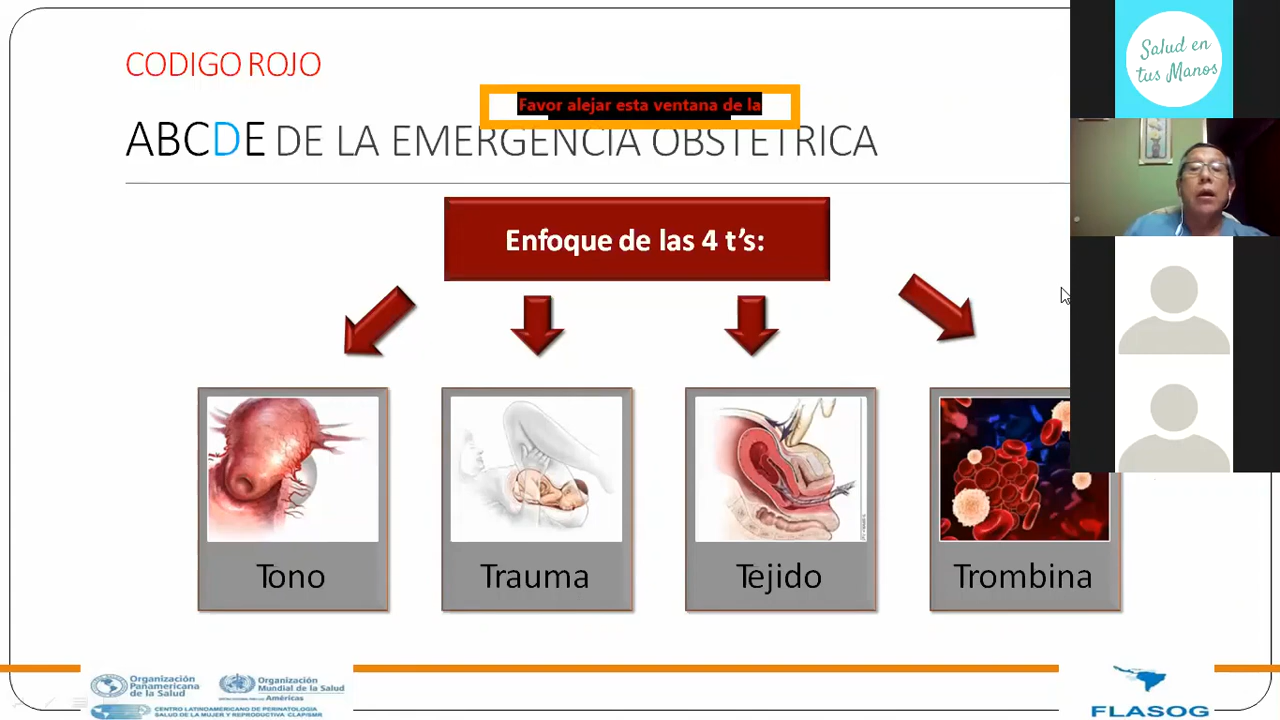 CODIGO ROJO
Favor alejar esta ventana de la
ABCDE DE LA EMERGENCIA OBSTÉTRICA
Enfoque de las 4 t’s:
Tono
Trauma
Tejido
Trombina
Salud en
tus Manos
Organización
Panamericana
de la Salud
Organización
Mundial de la Salud
Américas
CENTRO LATINOAMERICANO DE PERINATOLOGIA
SALUD DE LA MUJER Y REPRODUCTIVA CLAP/SMR
FLASOG